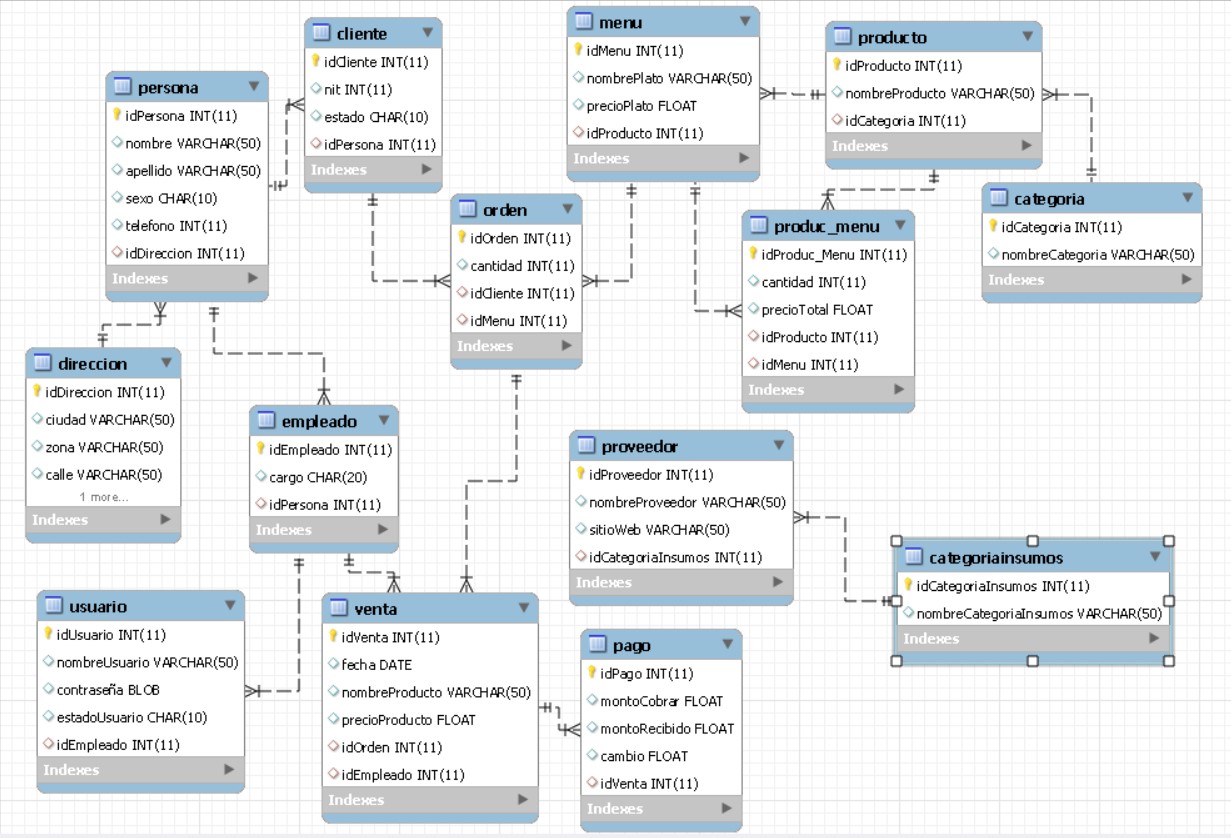 cliente
idCliente INT(11)
nit INT(11)
estado CHAR(10)
idPersona INT(11)
Indexes
menu
idMenu INT(11)
nombrePlato VARCHAR(50)
precioPlato FLOAT
idProducto INT(11)
Indexes
producto
idProducto INT(11)
nombreProducto VARCHAR(50)
idCategoria INT(11)
Indexes
persona
idPersona INT(11)
nombre VARCHAR(50)
apellido VARCHAR(50)
sexo CHAR(10)
telefono INT(11)
idDireccion INT(11)
Indexes
orden
idOrden INT(11)
cantidad INT(11)
idCliente INT(11)
idMenu INT(11)
Indexes
produc_menu
idProduc_Menu INT(11)
cantidad INT(11)
precioTotal FLOAT
idProducto INT(11)
idMenu INT(11)
Indexes
categoria
idCategoria INT(11)
nombreCategoria VARCHAR(50)
Indexes
direccion
idDireccion INT(11)
ciudad VARCHAR(50)
zona VARCHAR(50)
calle VARCHAR(50)
1 more...
Indexes
empleado
idEmpleado INT(11)
cargo CHAR(20)
idPersona INT(11)
Indexes
proveedor
idProveedor INT(11)
nombreProveedor VARCHAR(50)
sitioWeb VARCHAR(50)
idCategoriaInsumos INT(11)
Indexes
categoriainsumos
idCategoriaInsumos INT(11)
nombreCategoriaInsumos VARCHAR(50)
Indexes
usuario
idUsuario INT(11)
nombreUsuario VARCHAR(50)
contraseña BLOB
estadoUsuario CHAR(10)
idEmpleado INT(11)
Indexes
venta
idVenta INT(11)
fecha DATE
nombreProducto VARCHAR(50)
precioProducto FLOAT
idOrden INT(11)
idEmpleado INT(11)
Indexes
pago
idPago INT(11)
montoCobrar FLOAT
montoRecibido FLOAT
cambio FLOAT
idVenta INT(11)
Indexes